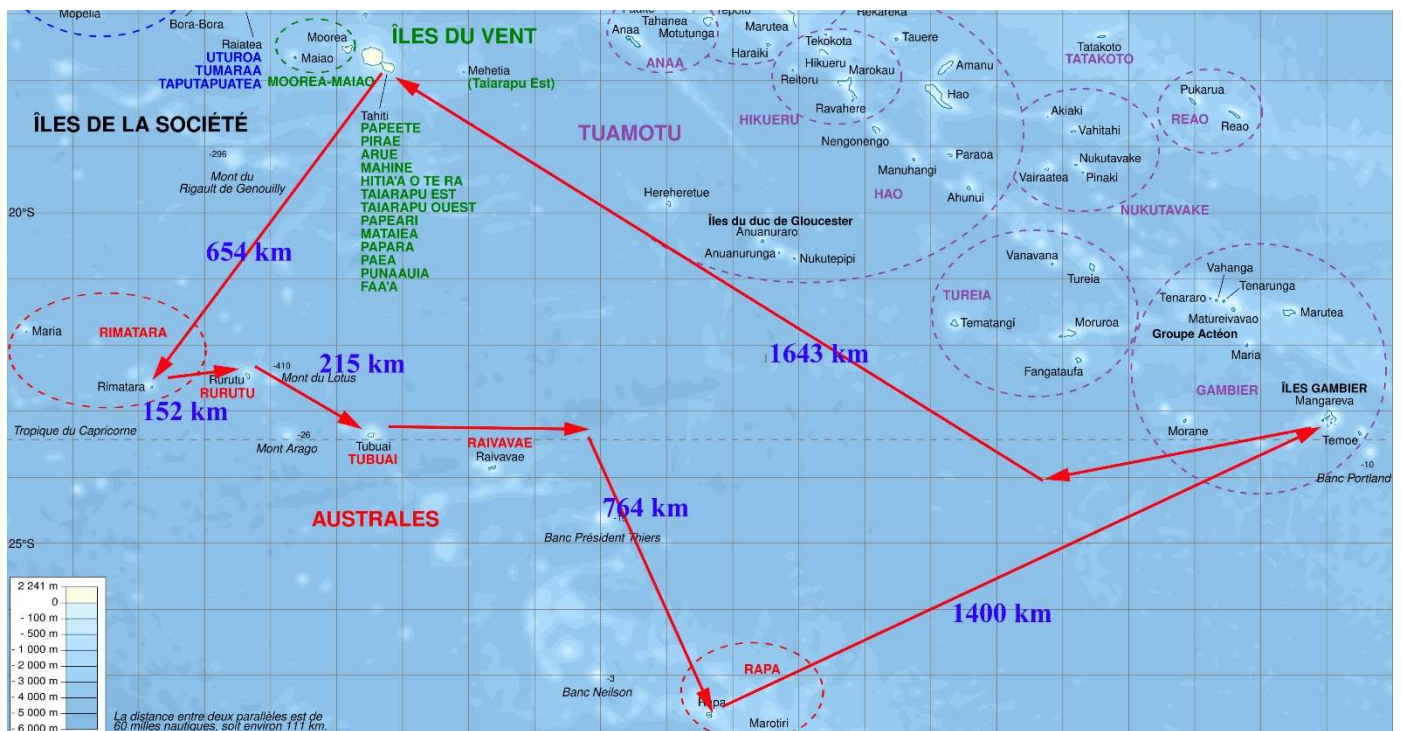 Mopelia
Bora-Bora
Raiatea
UTUROA
TUMARAA
TAPUTAPUATEA
Moorea
Maiao
MOOREA-MAIAO
ÎLES DU VENT
Mehetia
(Taiarapu Est)
Tahiti
PAPEETE
PIRAE
ARUE
MAHINE
HITIA'A O TE RA
TAIARAPU EST
TAIARAPU OUEST
PAPEARI
MATAIEA
PAPARA
PAEA
PUNAAUIA
FAA'A
ÎLES DE LA SOCIÉTÉ
-296
Mont du
Rigault de Genouilly
20°S
654 km
Tahanea
Motutunga
Anaa
ANAA
Marutea
Haraiki
Tekokota
Hikueru
Reitoru
Marokau
Ravahere
HIKUERU
Rekareka
Tauere
Amanu
Hao
Tatakoto
TATAKOTO
Pukarua
REAO
Reao
TUAMOTU
Nengonengo
Manuhangi
Paraoa
Ahunui
HAO
Akiaki
Vahitahi
Nukutavake
Vairaatea
Pinaki
NUKUTAVAKE
Hereheretue
Îles du duc de Gloucester
Anuanuraro
Anuanurunga
Nukutepipi
Vanavana
Tureia
TUREIA
Tematangi
Moruroa
Fangataufa
Vahanga
Tenararo
Tenarunga
Matureivavao
Marutea
Groupe Actéon
Maria
GAMBIER
ÎLES GAMBIER
Mangareva
Morane
Temoe
-10
Banc Portland
Maria
RIMATARA
Rimatara
152 km
Rurutu
RURUTU
-410
Mont du Lotus
215 km
1643 km
Tropique du Capricorne
-26
Mont Arago
Tubuai
TUBUAI
RAIVAVAE
Raivavae
AUSTRALES
764 km
Banc Président Thiers
25°S
1400 km
-3
Banc Neilson
RAPA
Rapa
Marotiri
2 241 m
0
- 100 m
- 500 m
- 1 000 m
- 2 000 m
- 3 000 m
- 4 000 m
- 5 000 m
- 6 000 m
La distance entre deux parallèles est de
60 milles nautiques, soit environ 111 km.